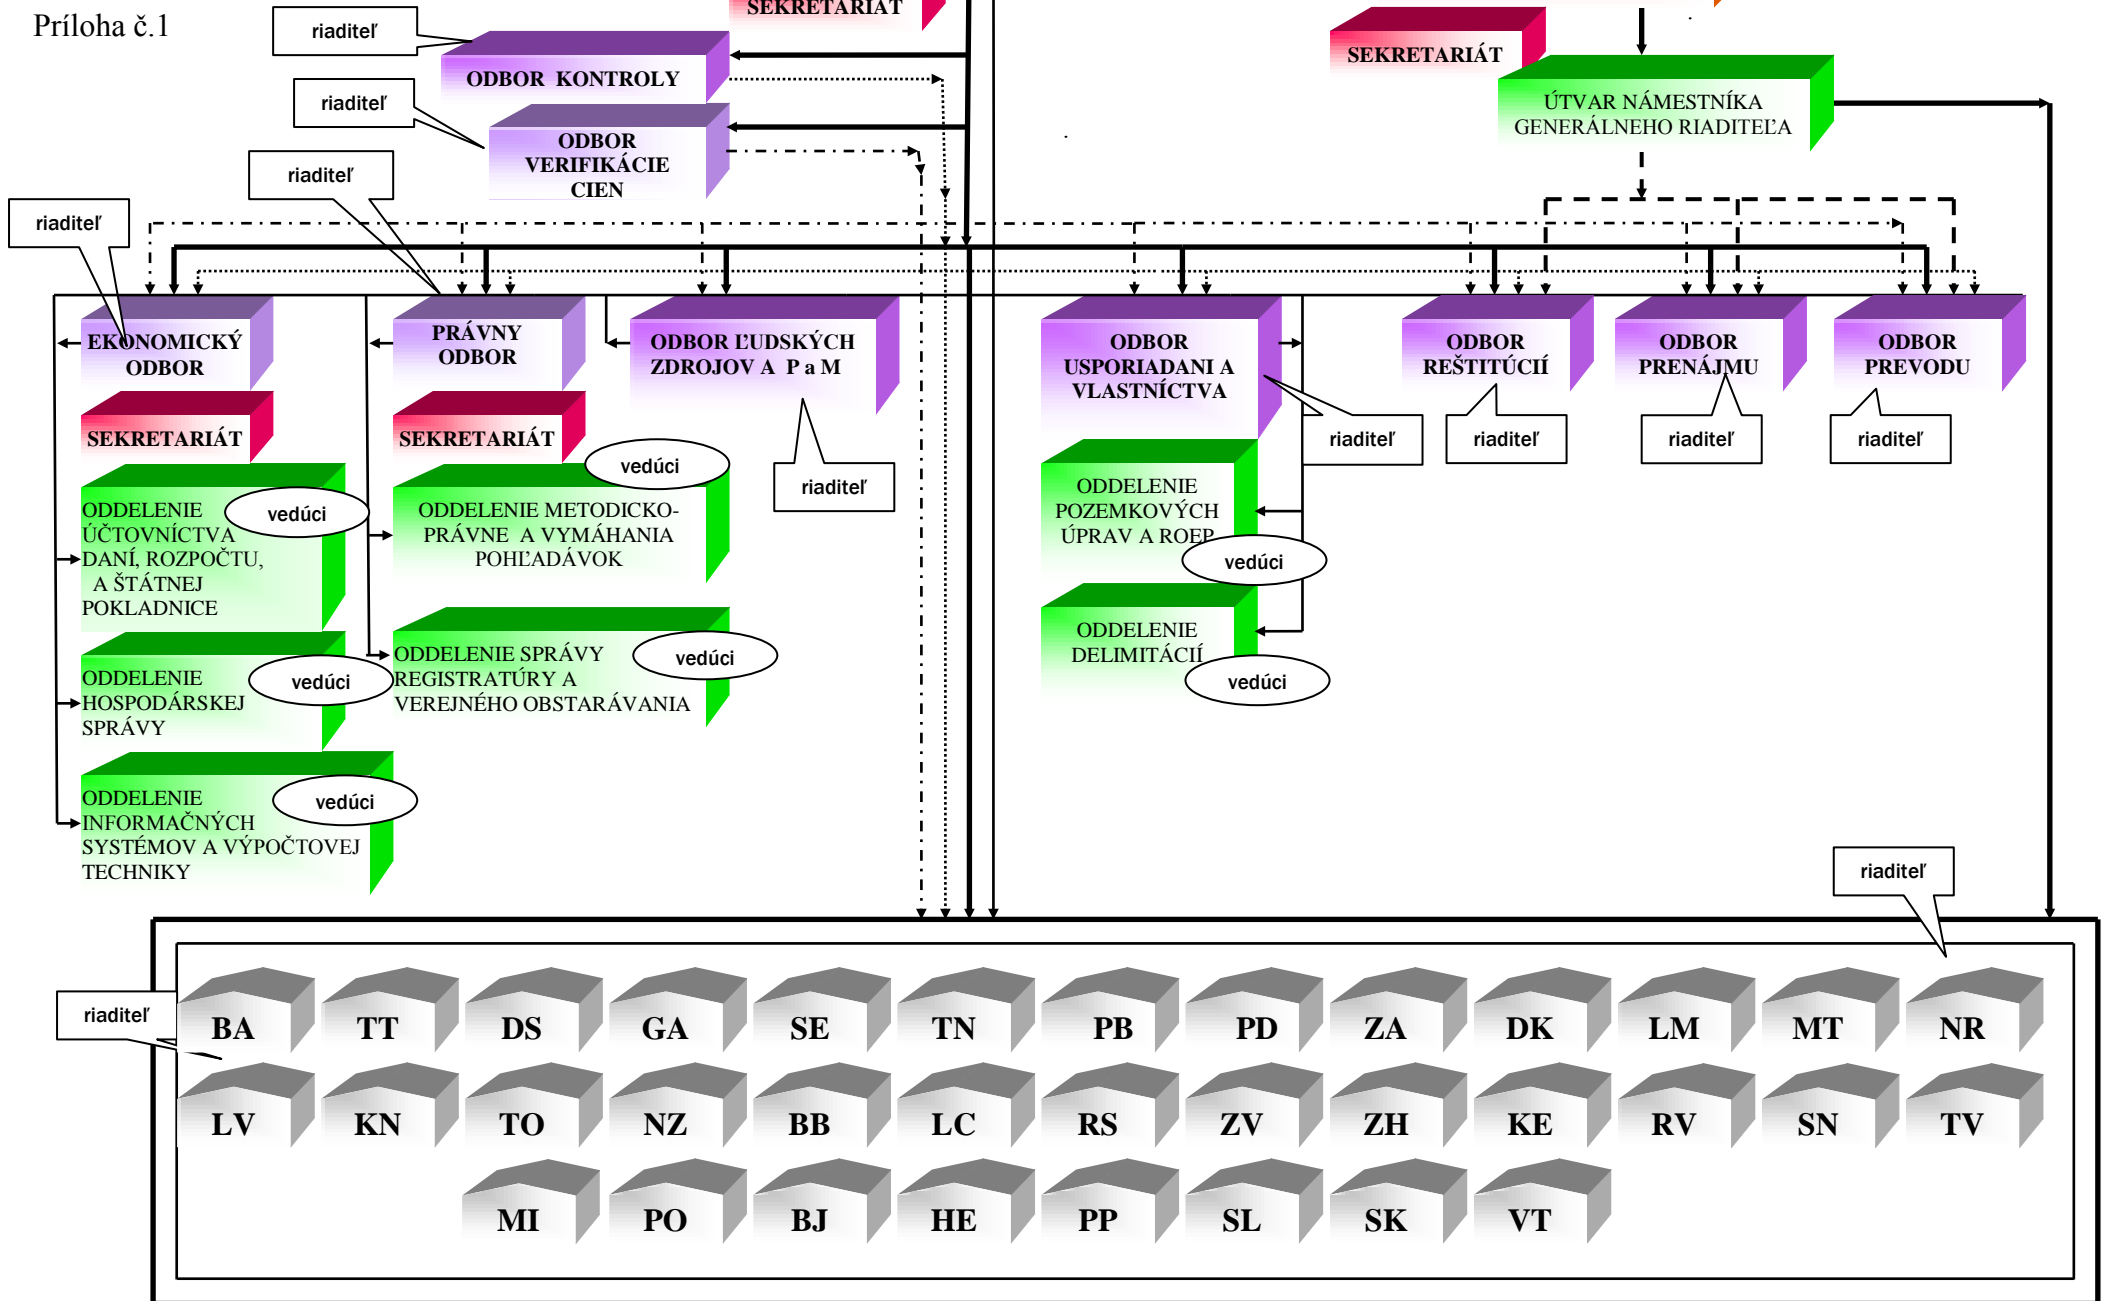 Príloha č.1
SEKRETARIÁT
riaditeľ
ODBOR KONTROLY
SEKRETARIÁT
riaditeľ
ODBOR
VERIFIKÁCIE
CIEN
ÚTVAR NÁMESTNÍKA
GENERÁLNEHO RIADITEĽA
riaditeľ
riaditeľ
EKONOMICKÝ
ODBOR
PRÁVNY
ODBOR
ODBOR ĽUDSKÝCH
ZDROJOV A P a M
ODBOR
USPORIADANI A
VLASTNÍCTVA
ODBOR
REŠTITÚCIÍ
ODBOR
PRENÁJMU
ODBOR
PREVODU
SEKRETARIÁT
SEKRETARIÁT
riaditeľ
riaditeľ
riaditeľ
riaditeľ
riaditeľ
vedúci
ODDELENIE
ÚČTOVNÍCTVA
DANÍ, ROZPOČTU,
A ŠTÁTNEJ
POKLADNICE
vedúci
ODDELENIE METODICKO-
PRÁVNE A VYMÁHANIA
POHĽADÁVOK
ODDELENIE
POZEMKOVÝCH
ÚPRAV A ROEP
vedúci
ODDELENIE
HOSPODÁRSKEJ
SPRÁVY
vedúci
ODDELENIE SPRÁVY
REGISTRATÚRY A
VEREJNÉHO OBSTARÁVANIA
vedúci
ODDELENIE
DELIMITÁCIÍ
vedúci
ODDELENIE
INFORMAČNÝCH
SYSTÉMOV A VÝPOČTOVEJ
TECHNIKY
vedúci
riaditeľ
riaditeľ
BA TT DS GA SE TN PB PD ZA DK LM MT NR
LV KN TO NZ BB LC RS ZV ZH KE RV SN TV
MI PO BJ HE PP SL SK VT